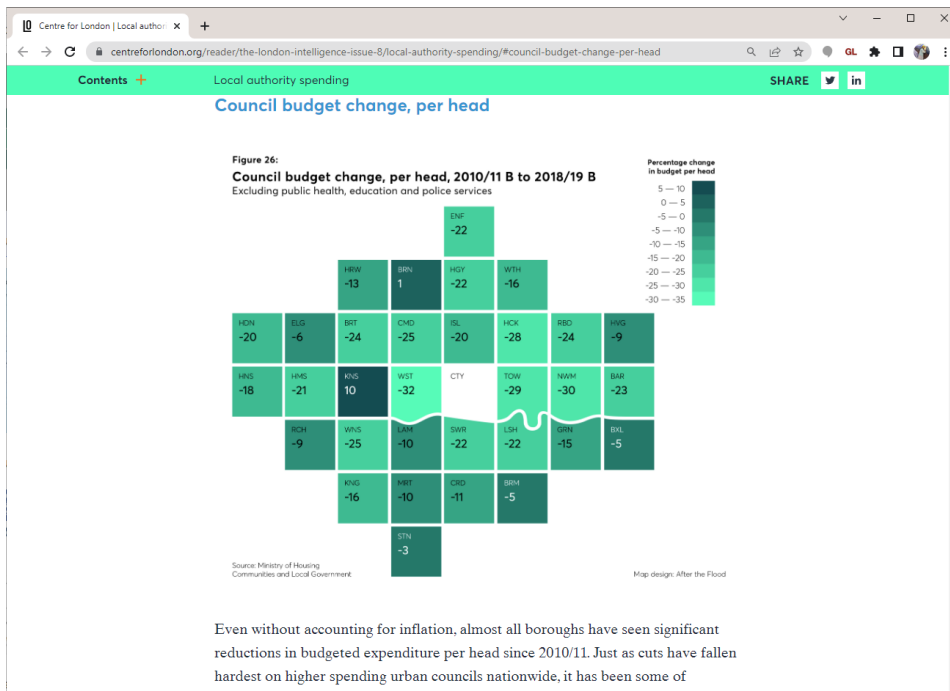 Centre for London | Local authori
centreforlondon.org/reader/the-london-intelligence-issue-8/local-authority-spending/#council-budget-change-per-head
GL
Contents +
Local authority spending
SHARE
in
Council budget change, per head
Figure 26:
Council budget change, per head, 2010/11 B to 2018/19 B
Excluding public health, education and police services
Percentage change
in budget per head
5 — 10
0 — 5
-5 — 0
-5 — -10
-10 — -15
-15 — -20
-20 — -25
-25 — -30
-30 — -35
ENF
-22
HRW
-13
BRN
1
HGY
-22
WTH
-16
HDN
-20
ELG
-6
BRT
-24
CMD
-25
ISL
-20
HCK
-28
RBD
-24
HVG
-9
HNS
-18
HMS
-21
KNS
10
WST
-32
CTY
TOW
-29
NWM
-30
BAR
-23
RCH
-9
WNS
-25
LAM
-10
SWR
-22
LSH
-22
GRN
-15
BXL
-5
KNG
-16
MRT
-10
CRD
-11
BRM
-5
STN
-3
Source: Ministry of Housing
Communities and Local Government
Map design: After the Flood
Even without accounting for inflation, almost all boroughs have seen significant
reductions in budgeted expenditure per head since 2010/11. Just as cuts have fallen
hardest on higher spending urban councils nationwide, it has been some of